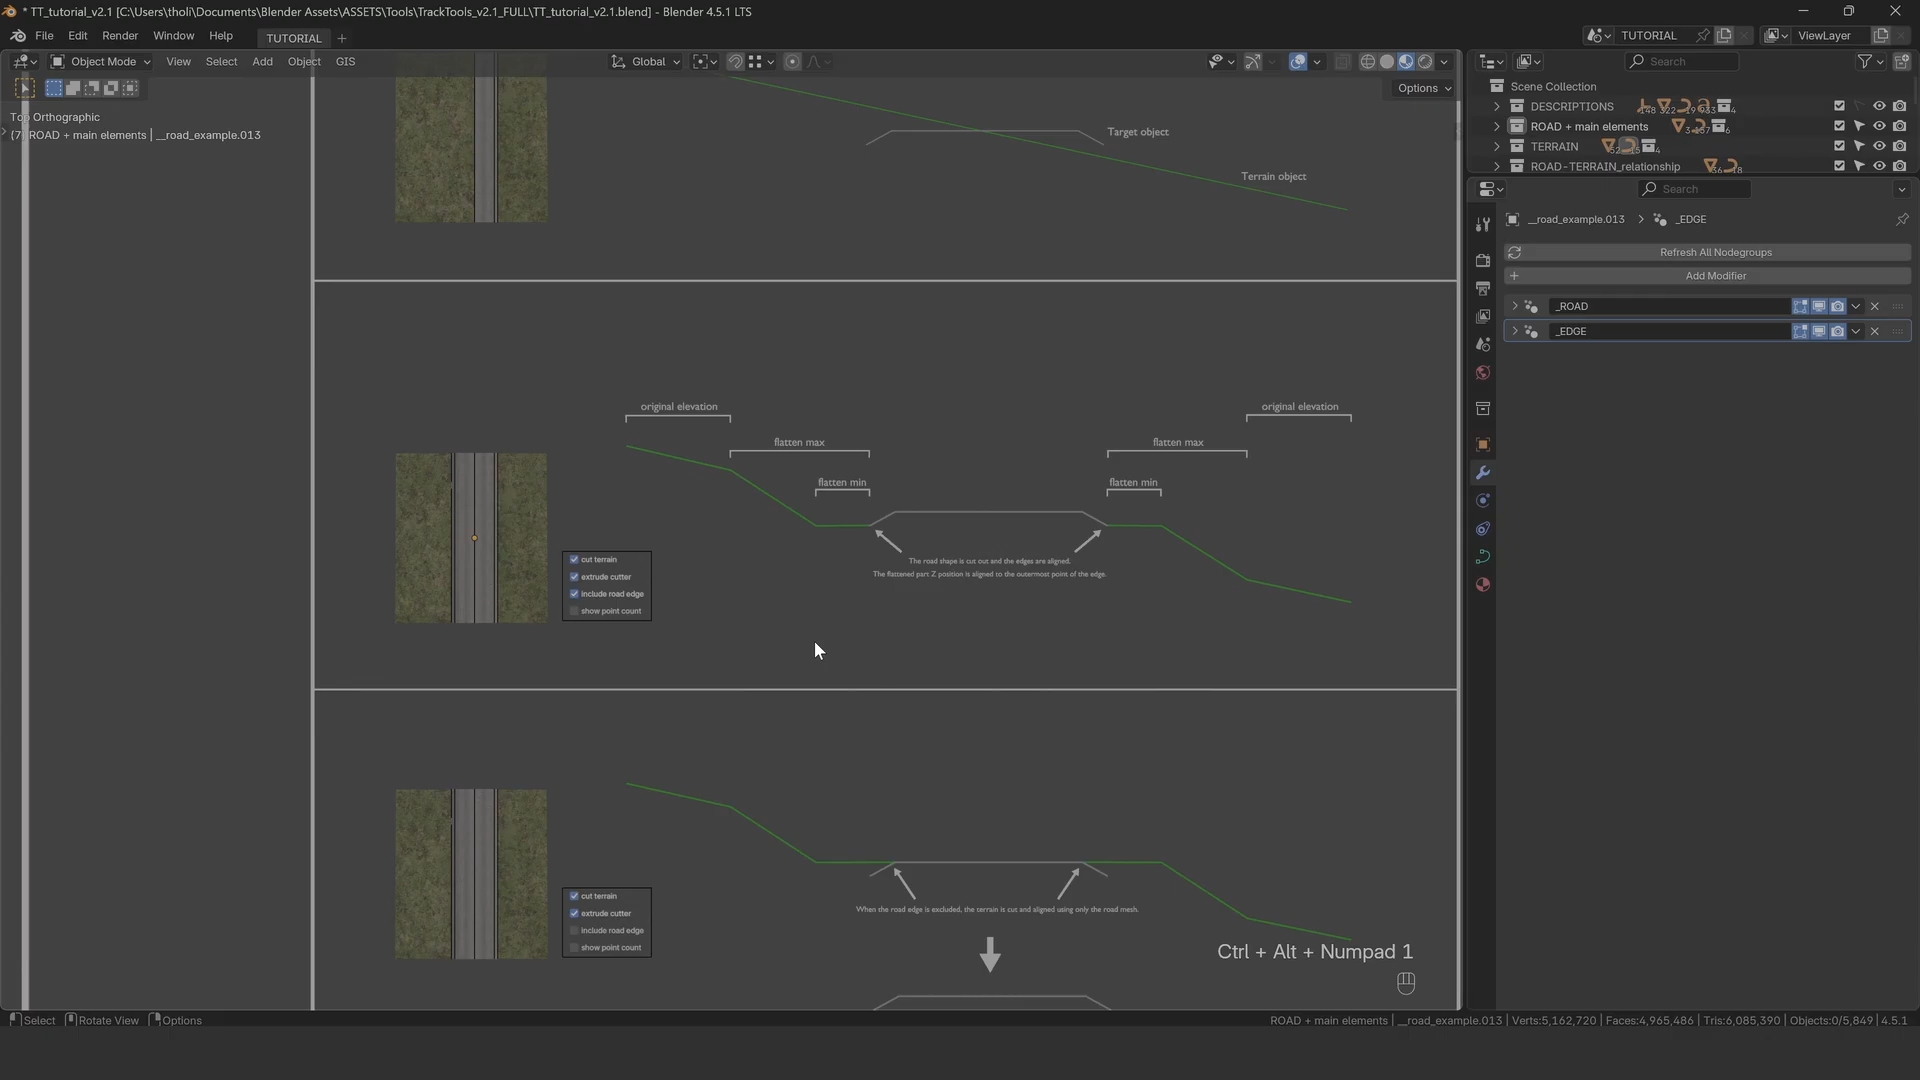 * TT_tutorial_v2.1 [C:\Users\tholi\Documents\Blender Assets\ASSETS\Tools\TrackTools_v2.1_FULL\TT_tutorial_v2.1.blend] - Blender 4.5.1 LTS
File Edit Render Window Help TUTORIAL TUTORIAL ViewLayer
Object Mode View Select Add Object GIS Global Search
Options
Top Orthographic
(7) ROAD + main elements | __road_example.013
Scene Collection
DESCRIPTIONS
ROAD + main elements
TERRAIN
ROAD-TERRAIN_relationship
Search
__road_example.013 > _EDGE
Refresh All Nodegroups
Add Modifier
_ROAD
_EDGE
Target object
Terrain object
original elevation original elevation
flatten max flatten max
flatten min flatten min
cut terrain
extrude cutter
include road edge
show point count
The road shape is cut out and the edges are aligned.
The flattened part Z position is aligned to the outermost point of the edge.
cut terrain
extrude cutter
include road edge
show point count
When the road edge is excluded, the terrain is cut and aligned using only the road mesh.
Ctrl + Alt + Numpad 1
Select Rotate View Options
ROAD + main elements | __road_example.013 | Verts:5,162,720 | Faces:4,965,486 | Tris:6,085,390 | Objects:0/5,849 | 4.5.1